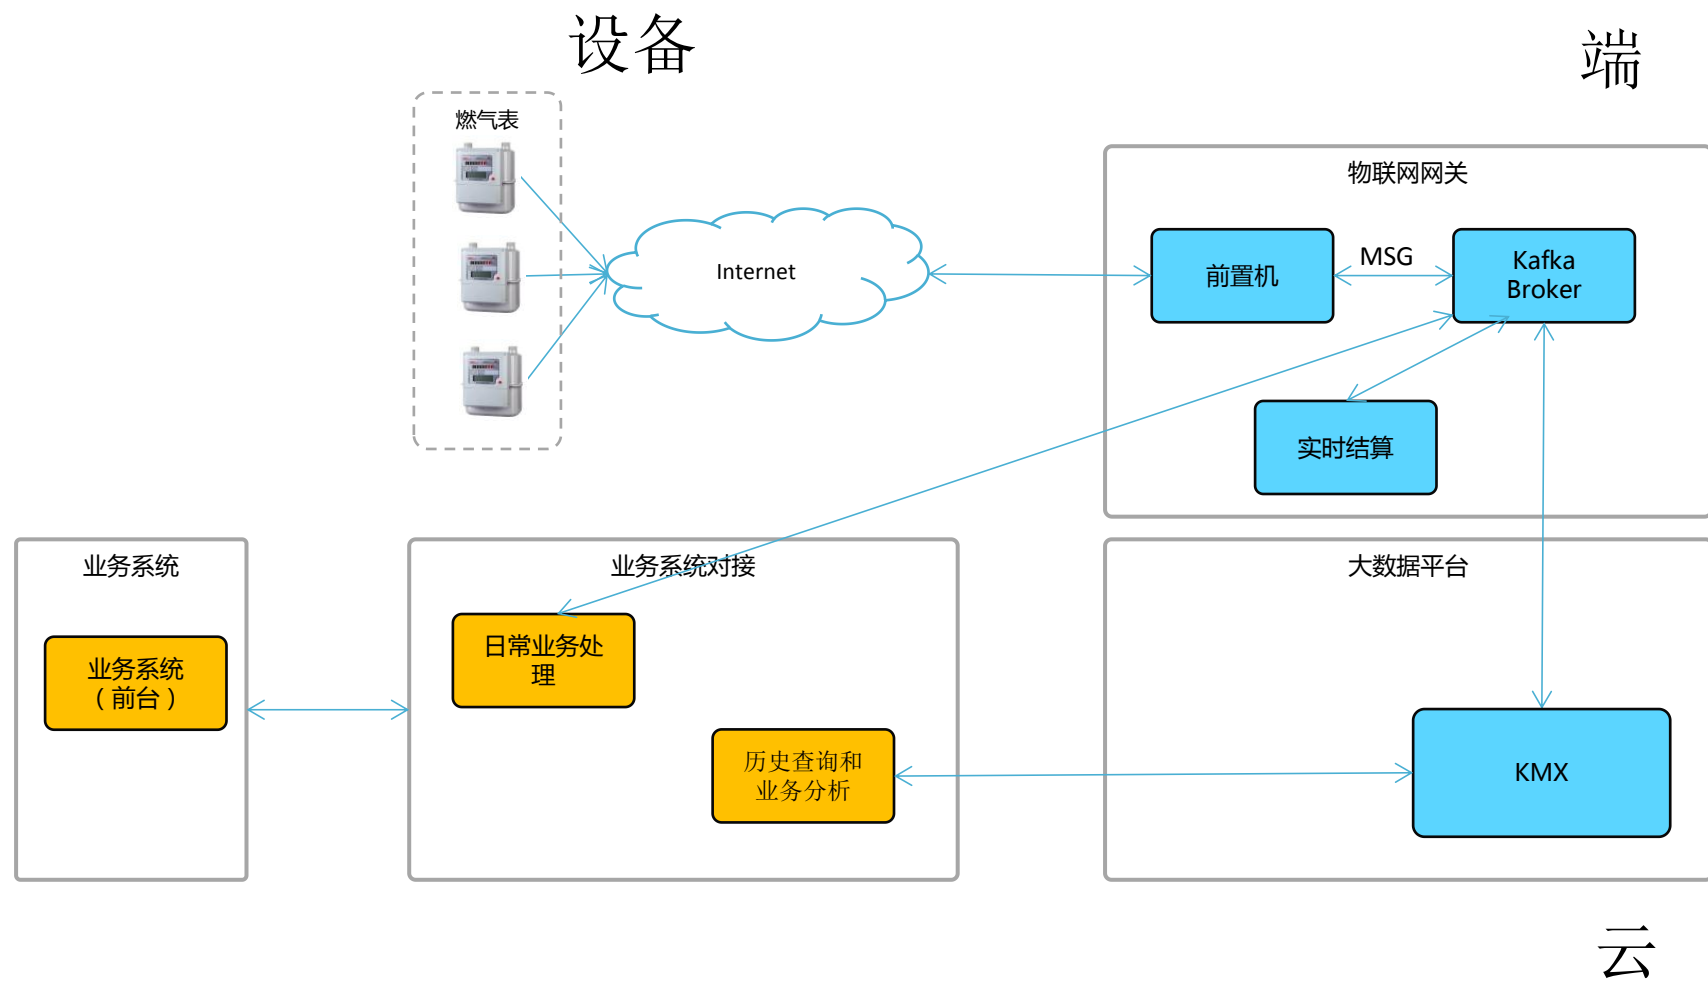 设备
端
燃气表
物联网网关
Internet
前置机
MSG
Kafka
Broker
实时结算
业务系统
业务系统对接
大数据平台
业务系统
（前台）
日常业务处
理
历史查询和
业务分析
KMX
云